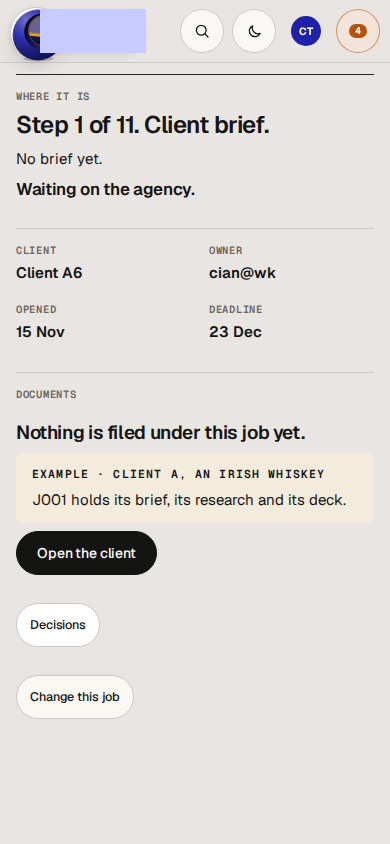 CT
4
WHERE IT IS
Step 1 of 11. Client brief.
No brief yet.
Waiting on the agency.
CLIENT
OWNER
Client A6
cian@wk
OPENED
DEADLINE
15 Nov
23 Dec
DOCUMENTS
Nothing is filed under this job yet.
EXAMPLE · CLIENT A, AN IRISH WHISKEY
J001 holds its brief, its research and its deck.
Open the client
Decisions
Change this job